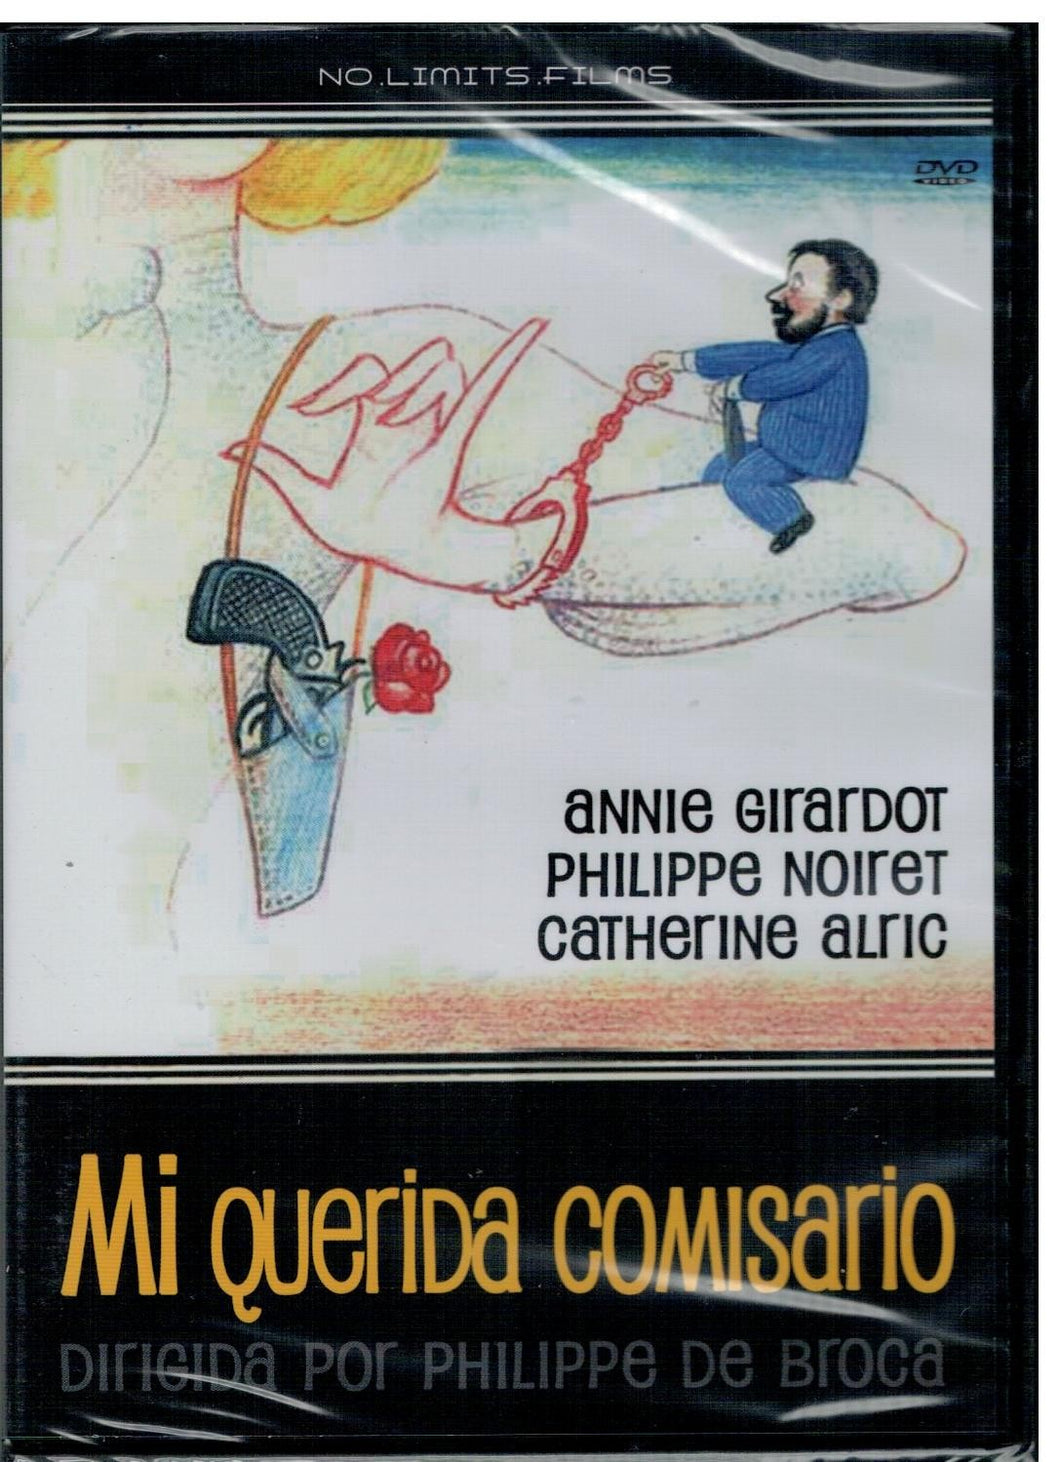 NO.LIMITS.FILMS
DVD
VIDEO
ANNIE GIRARDOT
PHILIPPE NOIRET
CATHERINE ALRIC
Mi querida comisario
DIRIGIDA POR PHILIPPE DE BROCA